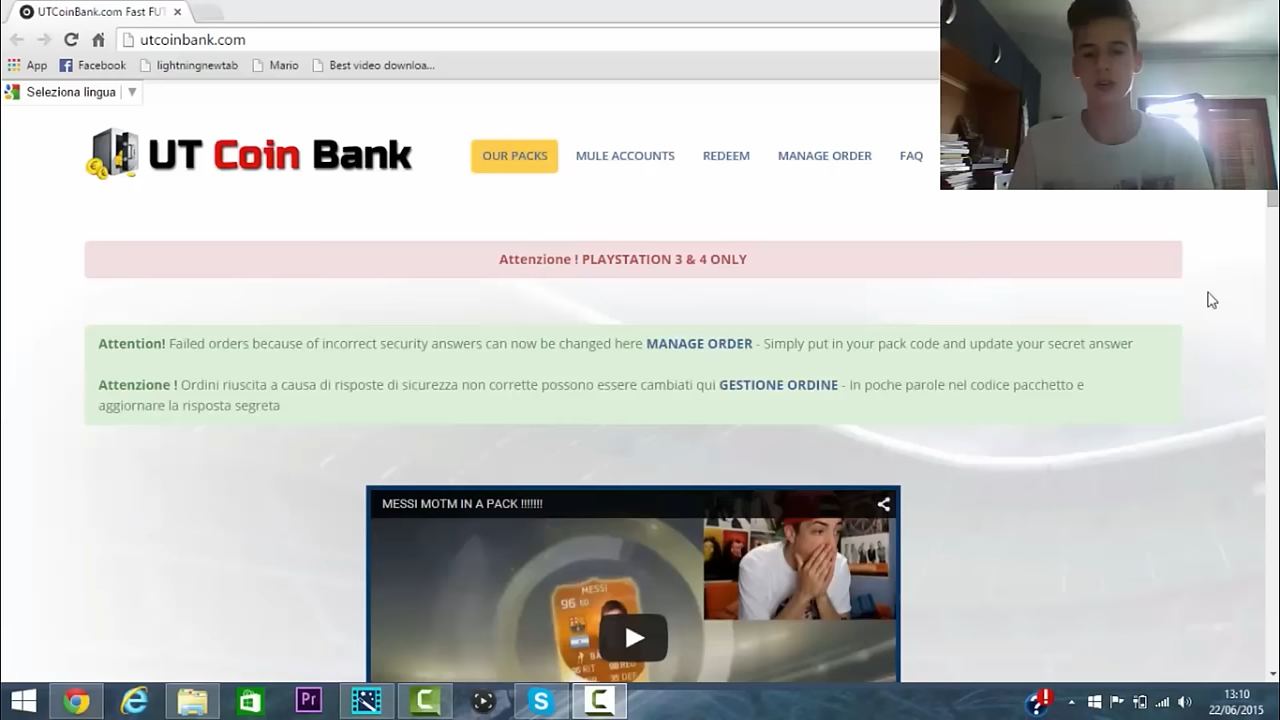 UTCoinBank.com Fast FUT
utcoinbank.com
App Facebook lightningnewtab Mario Best video downloa...
Seleziona lingua
UT Coin Bank
OUR PACKS MULE ACCOUNTS REDEEM MANAGE ORDER FAQ
Attenzione ! PLAYSTATION 3 & 4 ONLY
Attention! Failed orders because of incorrect security answers can now be changed here MANAGE ORDER - Simply put in your pack code and update your secret answer
Attenzione ! Ordini riuscita a causa di risposte di sicurezza non corrette possono essere cambiati qui GESTIONE ORDINE - In poche parole nel codice pacchetto e
aggiornare la risposta segreta
MESSI MOTM IN A PACK !!!!!!!
MESSI
96
Pr
13:10
22/06/2015